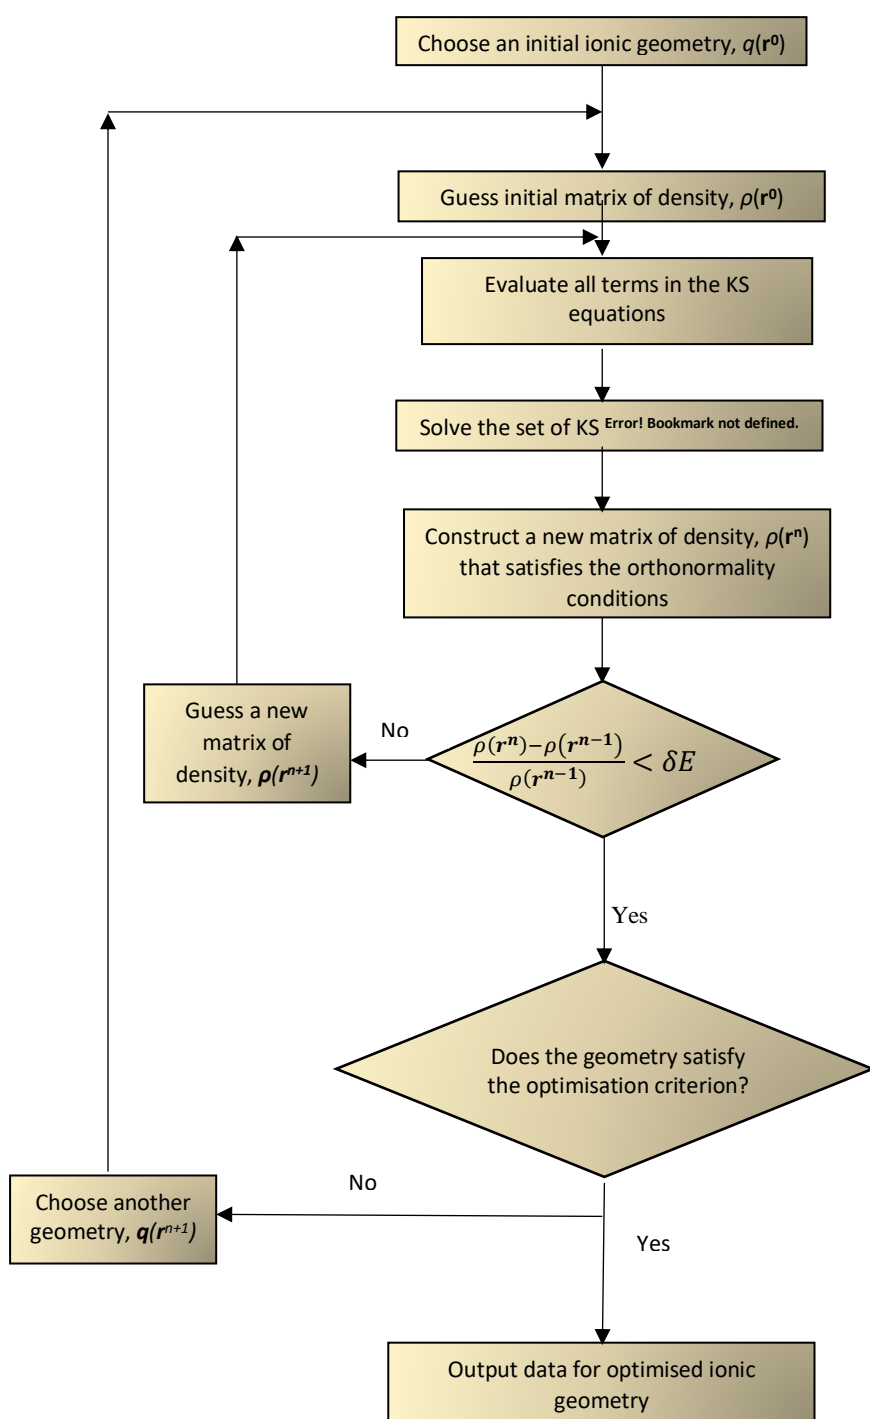 Choose an initial ionic geometry, q(r⁰)
Guess initial matrix of density, ρ(r⁰)
Evaluate all terms in the KS
equations
Solve the set of KS Error! Bookmark not defined.
Construct a new matrix of density, ρ(rⁿ)
that satisfies the orthonormality
conditions
Guess a new
matrix of
density, ρ(rⁿ⁺¹)
No
ρ(rⁿ)−ρ(rⁿ⁻¹)
ρ(rⁿ⁻¹)
< δE
Yes
Does the geometry satisfy
the optimisation criterion?
No
Choose another
geometry, q(rⁿ⁺¹)
Yes
Output data for optimised ionic
geometry